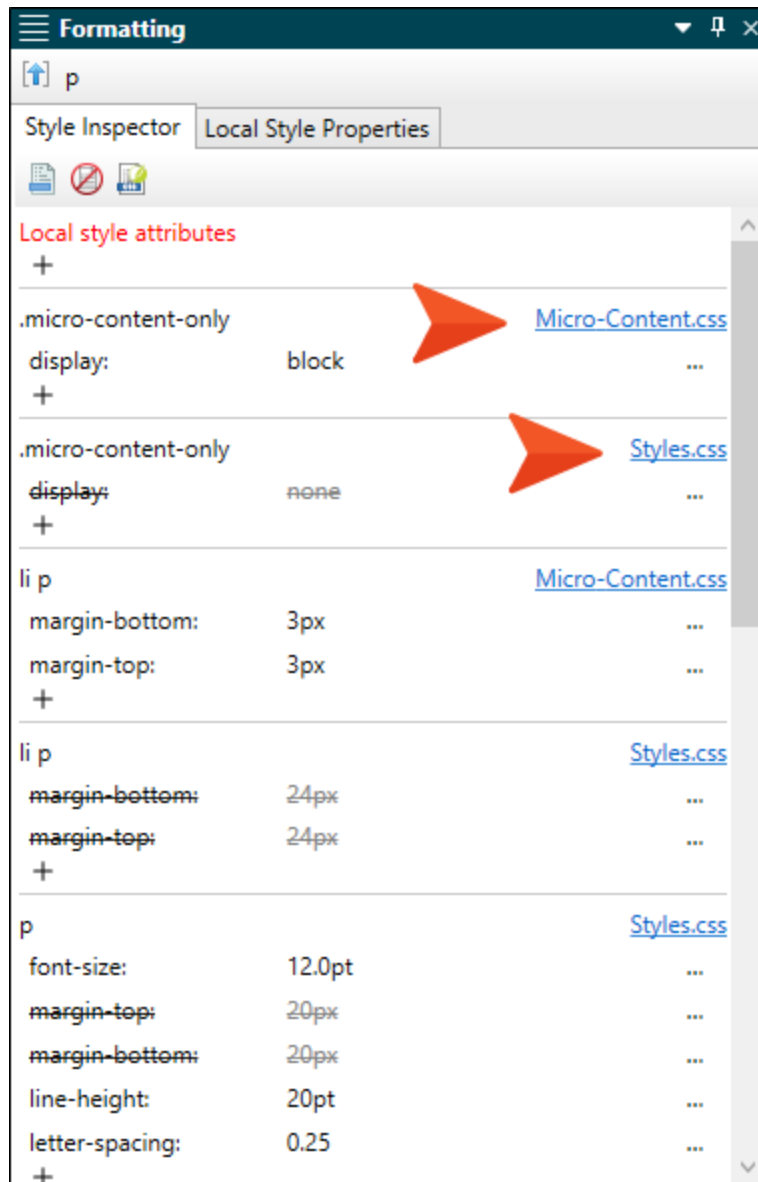 Formatting
p
Style Inspector Local Style Properties
Local style attributes
+
.micro-content-only Micro-Content.css
display: block ...
+
.micro-content-only Styles.css
display: none ...
+
li p Micro-Content.css
margin-bottom: 3px ...
margin-top: 3px ...
+
li p Styles.css
margin-bottom: 24px ...
margin-top: 24px ...
+
p Styles.css
font-size: 12.0pt ...
margin-top: 20px ...
margin-bottom: 20px ...
line-height: 20pt ...
letter-spacing: 0.25 ...
+